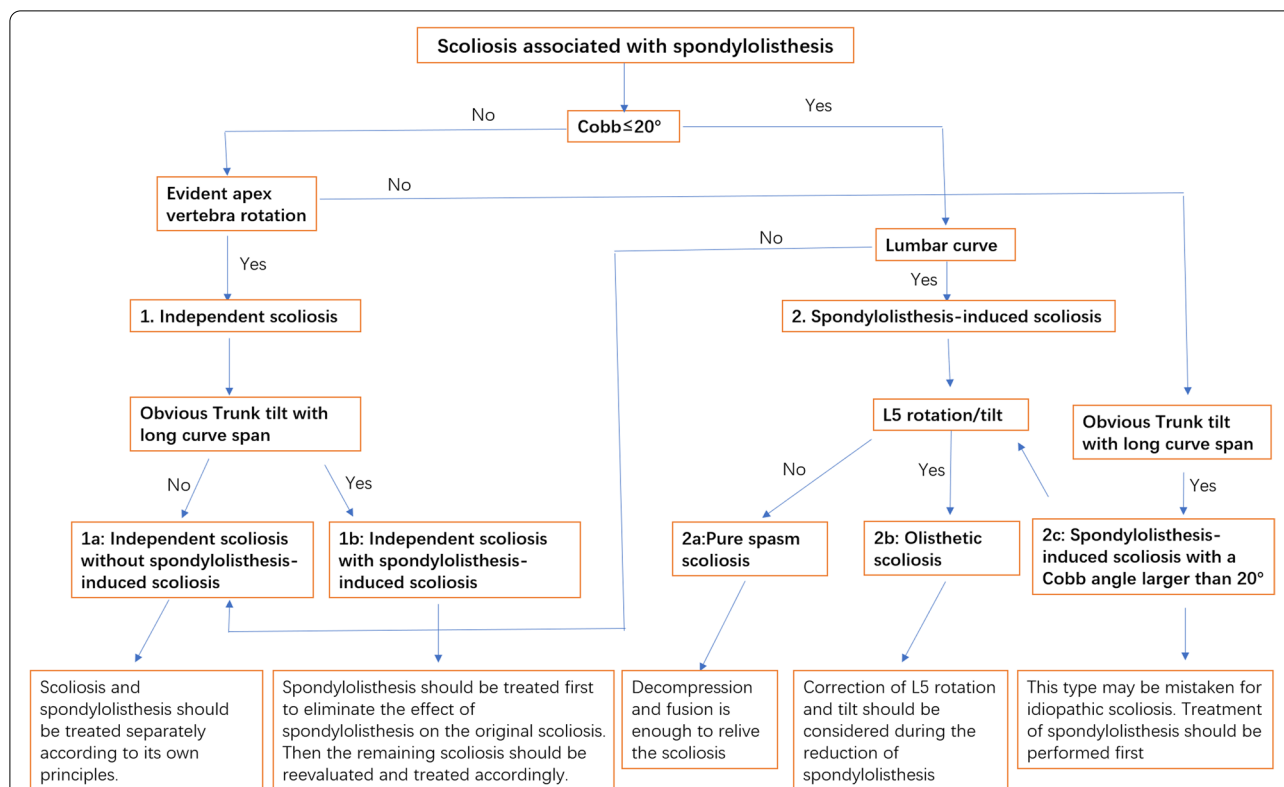 Scoliosis associated with spondylolisthesis
No
Yes
Cobb≤20°
Evident apex
vertebra rotation
No
No
Lumbar curve
Yes
Yes
1. Independent scoliosis
2. Spondylolisthesis-induced scoliosis
Obvious Trunk tilt with
long curve span
L5 rotation/tilt
Obvious Trunk tilt
with long curve span
No
Yes
No
Yes
Yes
1a: Independent scoliosis
without spondylolisthesis-
induced scoliosis
1b: Independent scoliosis
with spondylolisthesis-
induced scoliosis
2a:Pure spasm
scoliosis
2b: Olisthetic
scoliosis
2c: Spondylolisthesis-
induced scoliosis with a
Cobb angle larger than 20°
Scoliosis and
spondylolisthesis should
be treated separately
according to its own
principles.
Spondylolisthesis should be treated first
to eliminate the effect of
spondylolisthesis on the original scoliosis.
Then the remaining scoliosis should be
reevaluated and treated accordingly.
Decompression
and fusion is
enough to relive
the scoliosis
Correction of L5 rotation
and tilt should be
considered during the
reduction of
spondylolisthesis
This type may be mistaken for
idiopathic scoliosis. Treatment
of spondylolisthesis should be
performed first